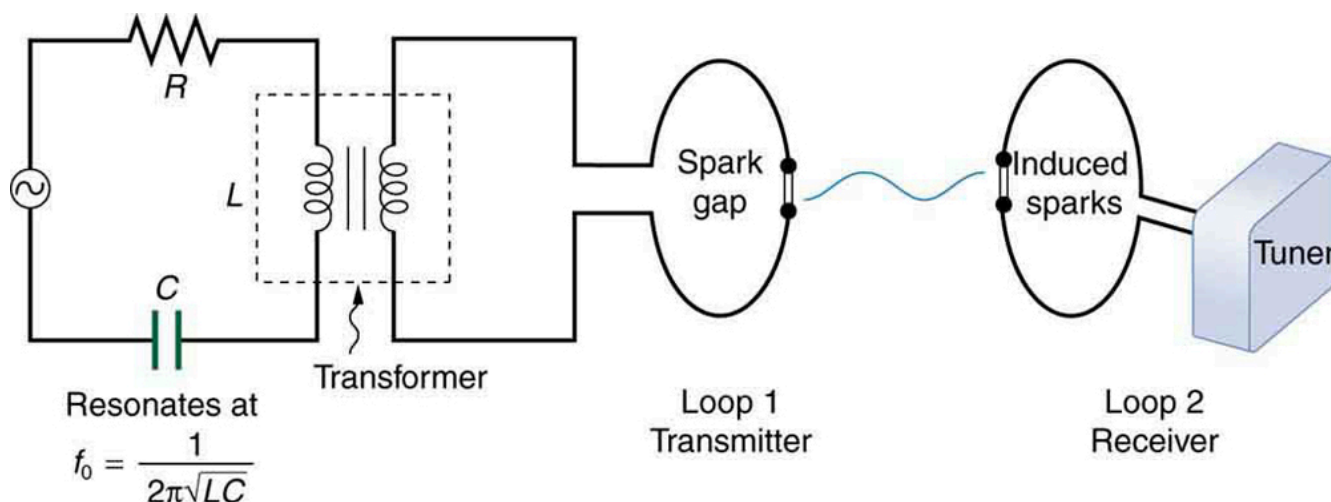 R
L
C
Transformer
Resonates at
f₀ = 1 / 2π√LC
Spark
gap
Loop 1
Transmitter
Induced
sparks
Loop 2
Receiver
Tuner